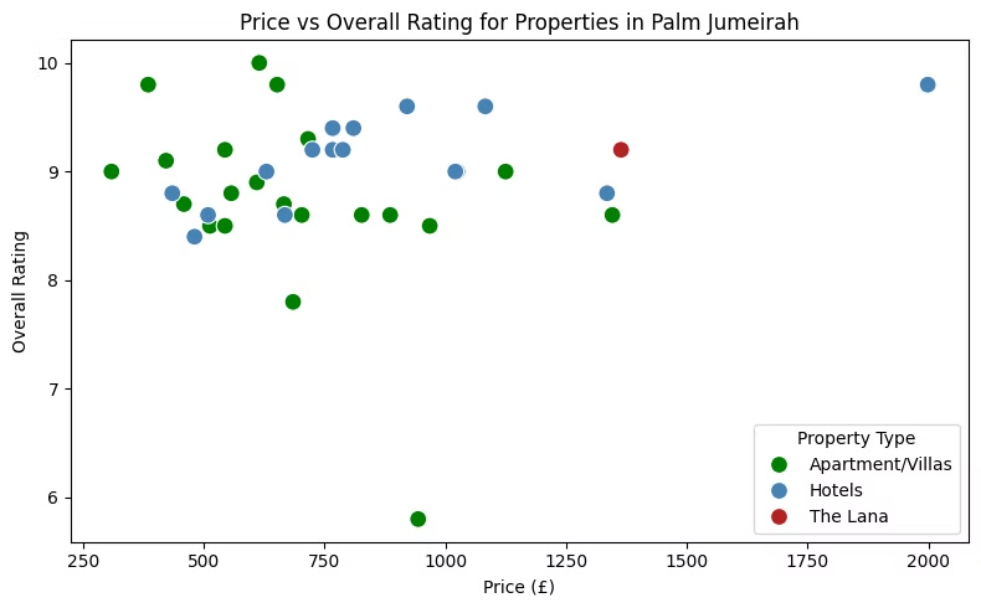 Price vs Overall Rating for Properties in Palm Jumeirah
10
9
8
7
6
Overall Rating
250
500
750
1000
1250
1500
1750
2000
Price (£)
Property Type
Apartment/Villas
Hotels
The Lana